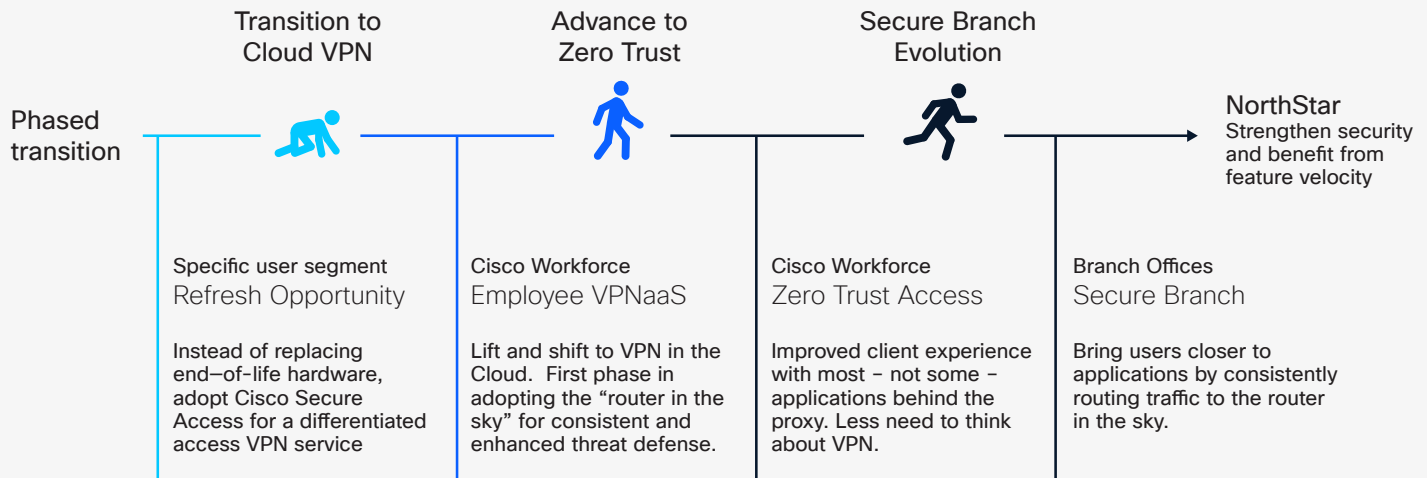 Transition to
Cloud VPN
Advance to
Zero Trust
Secure Branch
Evolution
Phased
transition
NorthStar
Strengthen security
and benefit from
feature velocity
Specific user segment
Refresh Opportunity
Instead of replacing
end–of-life hardware,
adopt Cisco Secure
Access for a differentiated
access VPN service
Cisco Workforce
Employee VPNaaS
Lift and shift to VPN in the
Cloud.  First phase in
adopting the “router in the
sky” for consistent and
enhanced threat defense.
Cisco Workforce
Zero Trust Access
Improved client experience
with most – not some –
applications behind the
proxy. Less need to think
about VPN.
Branch Offices
Secure Branch
Bring users closer to
applications by consistently
routing traffic to the router
in the sky.